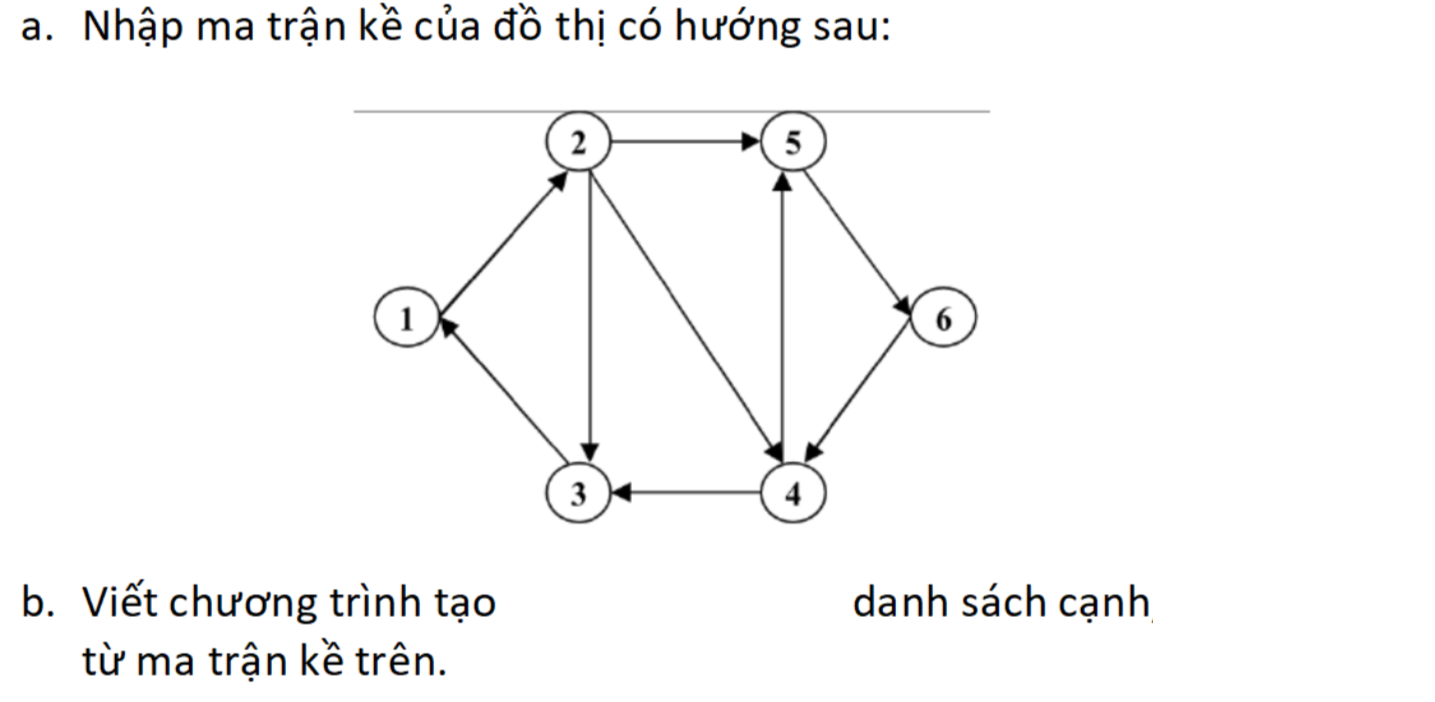 a. Nhập ma trận kề của đồ thị có hướng sau:
2 5
1 6
3 4
b. Viết chương trình tạo danh sách cạnh,
từ ma trận kề trên.